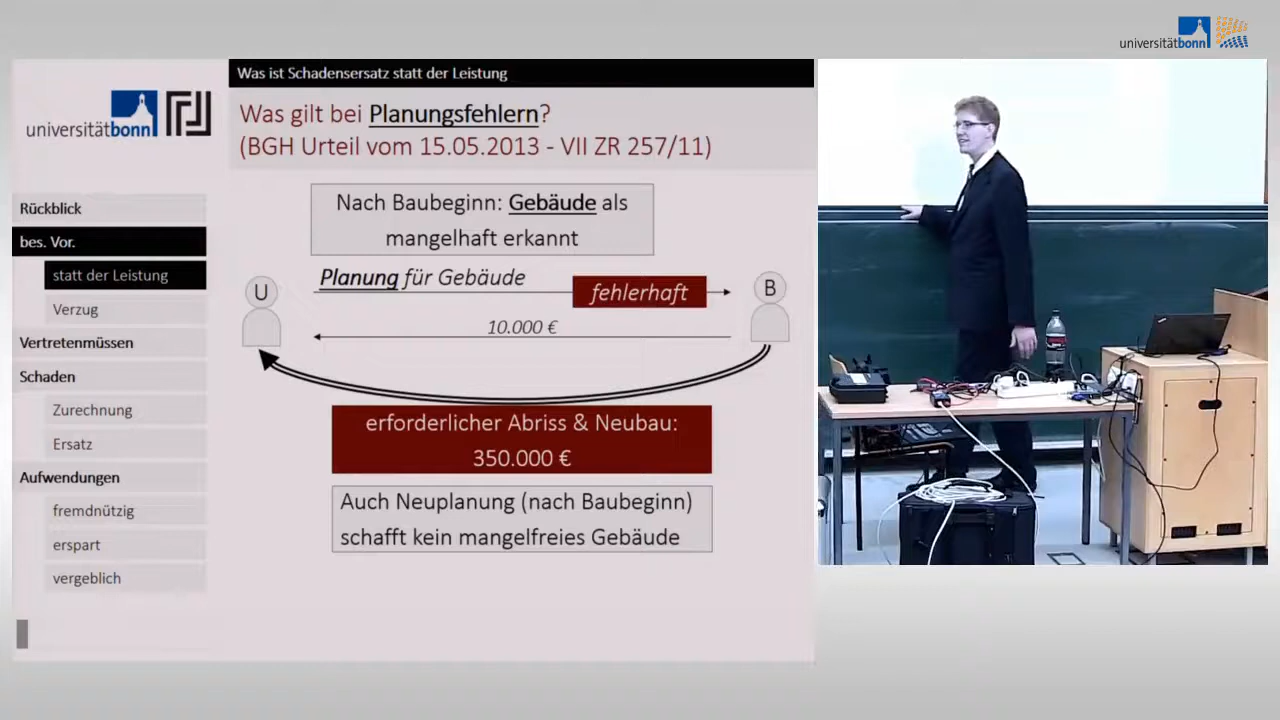 universitätbonn
Was ist Schadensersatz statt der Leistung
universitätbonn
Was gilt bei Planungsfehlern?
(BGH Urteil vom 15.05.2013 - VII ZR 257/11)
Rückblick
bes. Vor.
statt der Leistung
Verzug
Vertretenmüssen
Schaden
Zurechnung
Ersatz
Aufwendungen
fremdnützig
erspart
vergeblich
Nach Baubeginn: Gebäude als
mangelhaft erkannt
Planung für Gebäude
fehlerhaft
U
B
10.000 €
erforderlicher Abriss & Neubau:
350.000 €
Auch Neuplanung (nach Baubeginn)
schafft kein mangelfreies Gebäude